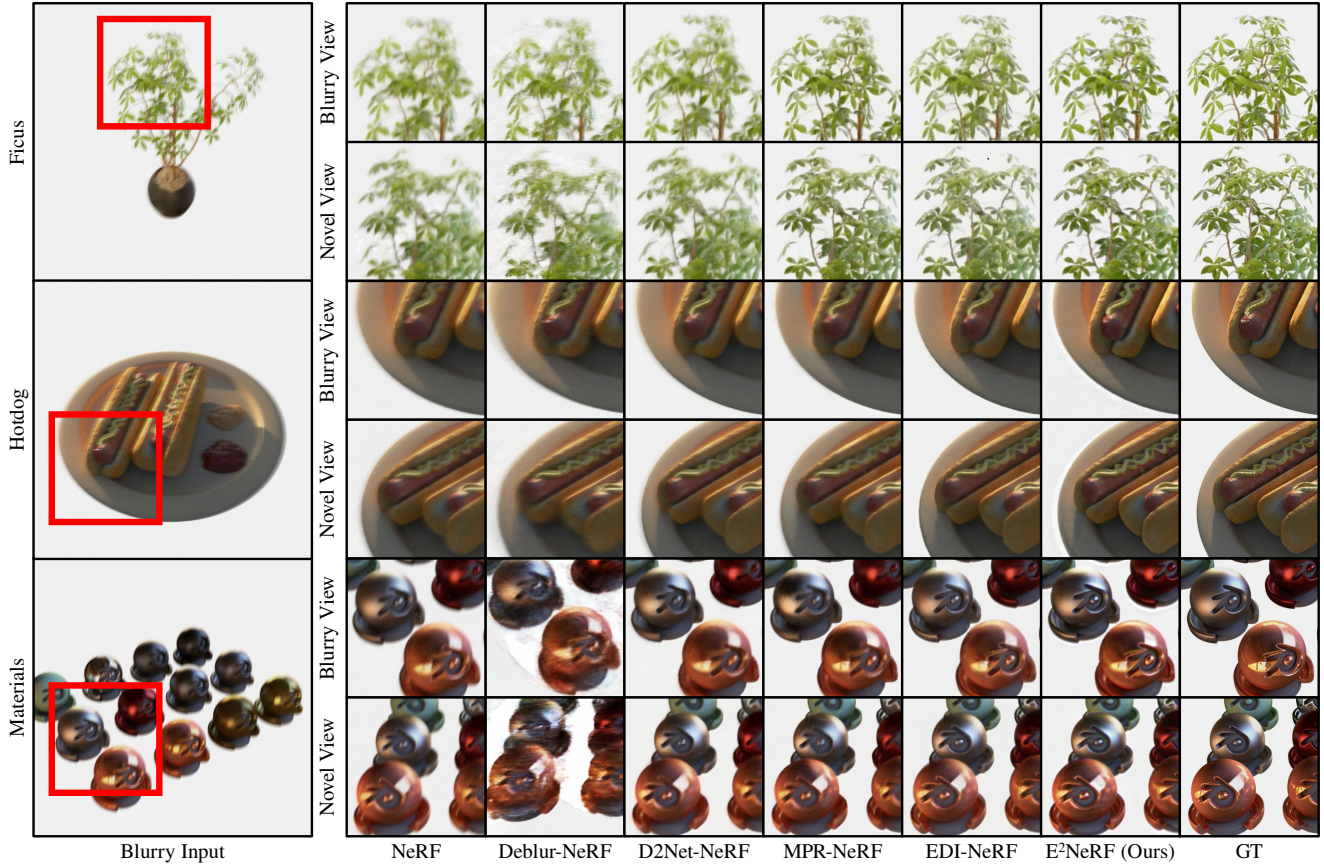 Ficus
Blurry View
Novel View
Hotdog
Blurry View
Novel View
Materials
Blurry View
Novel View
Blurry Input
NeRF
Deblur-NeRF
D2Net-NeRF
MPR-NeRF
EDI-NeRF
E²NeRF (Ours)
GT